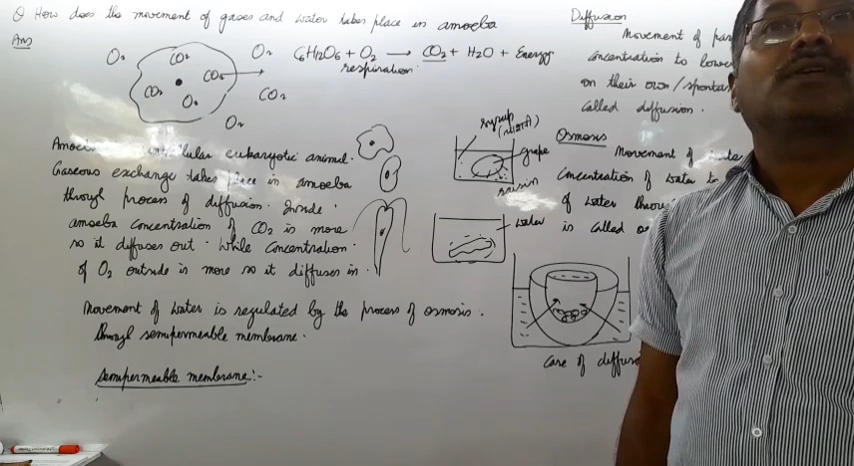 Q How does the movement of gases and water takes place in amoeba
Ans
O₂
CO₂
CO₂
CO₂
O₂
O₂
CO₂
O₂
C6H12O6 + O2 → CO2 + H2O + Energy
respiration
Amoe cellular eukaryotic animal.
Gaseous exchange takes place in amoeba
through process of diffusion. Inside
amoeba concentration of CO2 is more
so it diffuses out. While concentration
of O2 outside is more so it diffuses in.
Movement of water is regulated by the process of osmosis.
through semipermeable membrane.
Semipermeable membrane:-
syrup
grape
raisin
water
Diffusion
Movement of par
concentration to lowe
on their own/sponta
called diffusion.
Osmosis
Movement of
concentration of water to
of water throu
is called os
Case of diffus